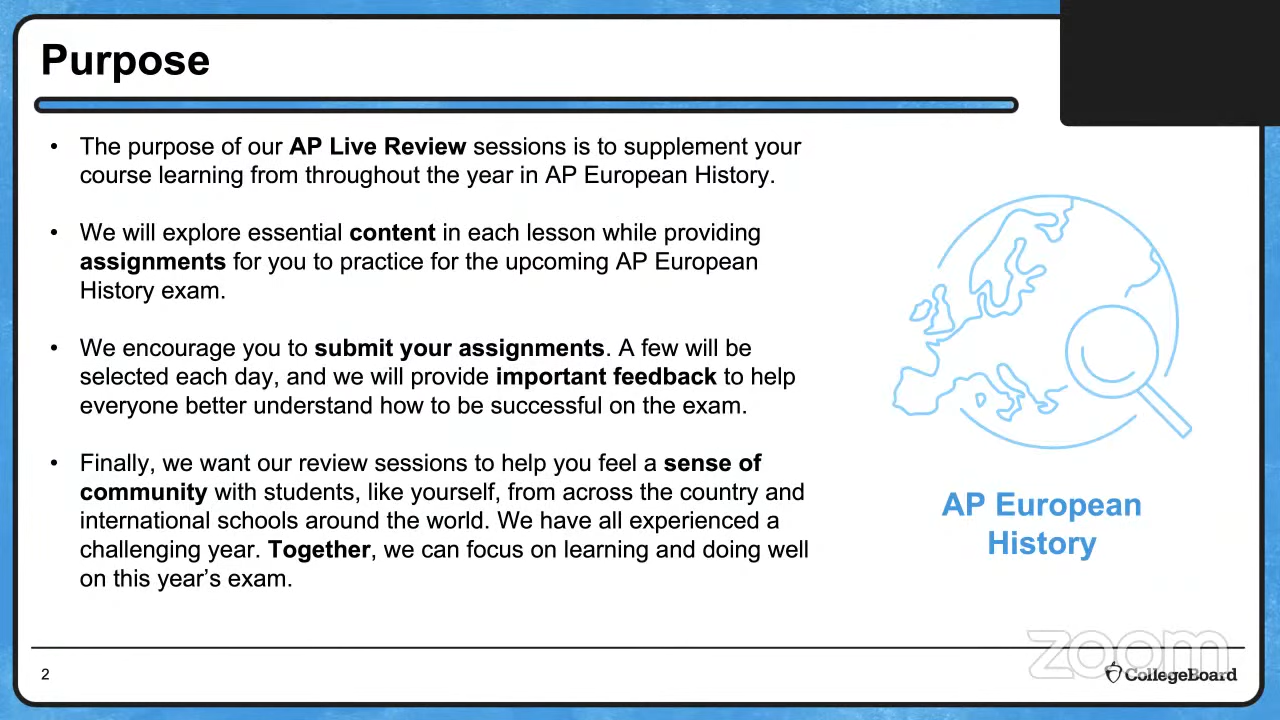 Purpose
• The purpose of our AP Live Review sessions is to supplement your
course learning from throughout the year in AP European History.
• We will explore essential content in each lesson while providing
assignments for you to practice for the upcoming AP European
History exam.
• We encourage you to submit your assignments. A few will be
selected each day, and we will provide important feedback to help
everyone better understand how to be successful on the exam.
• Finally, we want our review sessions to help you feel a sense of
community with students, like yourself, from across the country and
international schools around the world. We have all experienced a
challenging year. Together, we can focus on learning and doing well
on this year’s exam.
AP European
History
zoom
2
CollegeBoard